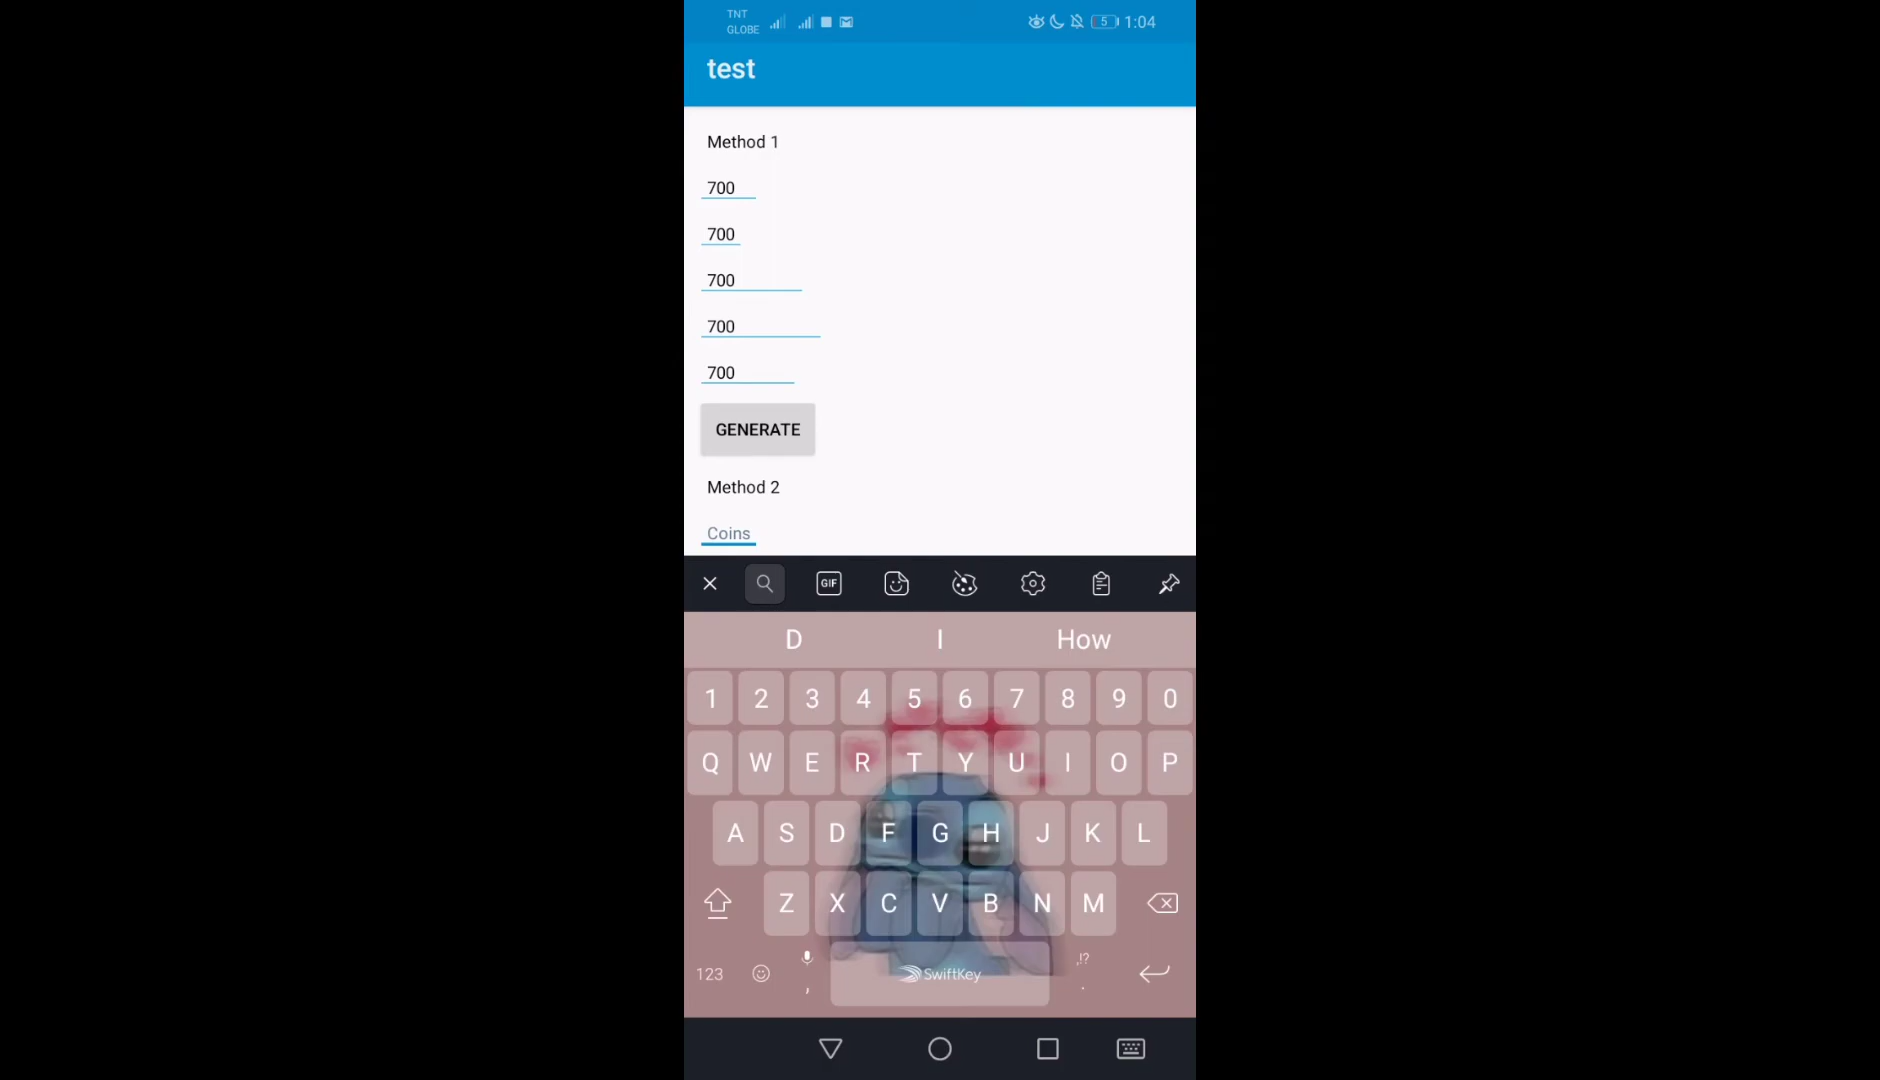 TNT
GLOBE
5 1:04
test
Method 1
700
700
700
700
700
GENERATE
Method 2
Coins
GIF
D I How
1 2 3 4 5 6 7 8 9 0
Q W E R T Y U I O P
A S D F G H J K L
Z X C V B N M
123 , SwiftKey ,!? .